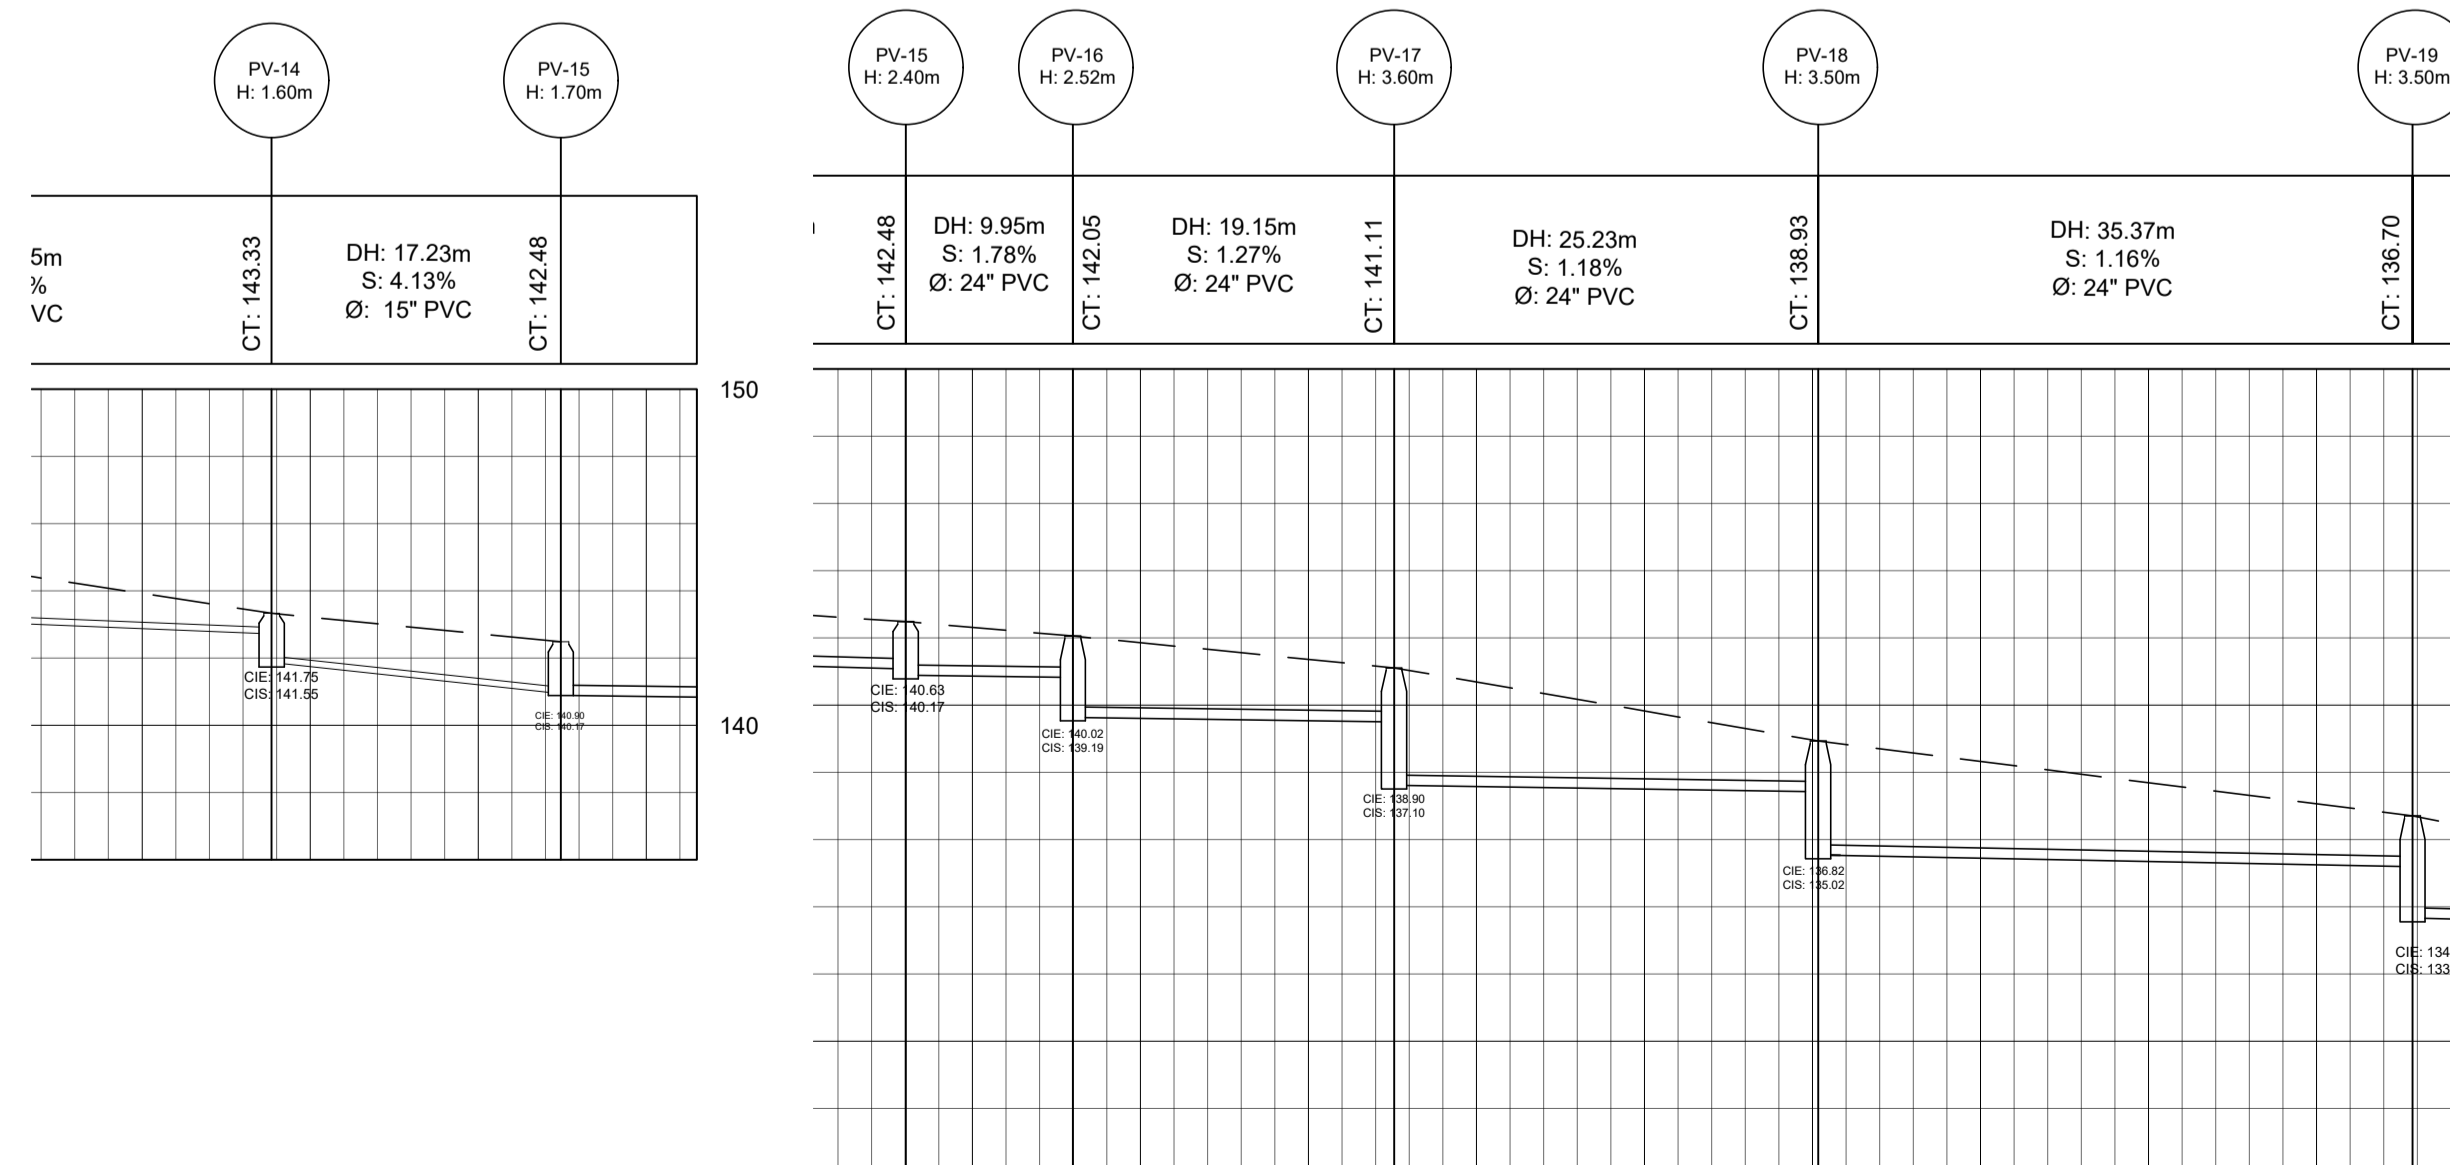 PV-14
H: 1.60m
PV-15
H: 1.70m
5m
%
VC
CT: 143.33
DH: 17.23m
S: 4.13%
Ø: 15" PVC
CT: 142.48
150
140
CIE: 141.75
CIS: 141.55
CIE: 140.90
CIS: 140.17
PV-15
H: 2.40m
PV-16
H: 2.52m
PV-17
H: 3.60m
PV-18
H: 3.50m
PV-19
H: 3.50m
CT: 142.48
DH: 9.95m
S: 1.78%
Ø: 24" PVC
CT: 142.05
DH: 19.15m
S: 1.27%
Ø: 24" PVC
CT: 141.11
DH: 25.23m
S: 1.18%
Ø: 24" PVC
CT: 138.93
DH: 35.37m
S: 1.16%
Ø: 24" PVC
CT: 136.70
CIE: 140.63
CIS: 140.17
CIE: 140.02
CIS: 139.19
CIE: 138.90
CIS: 137.10
CIE: 136.82
CIS: 135.02
CIE: 134
CIS: 133